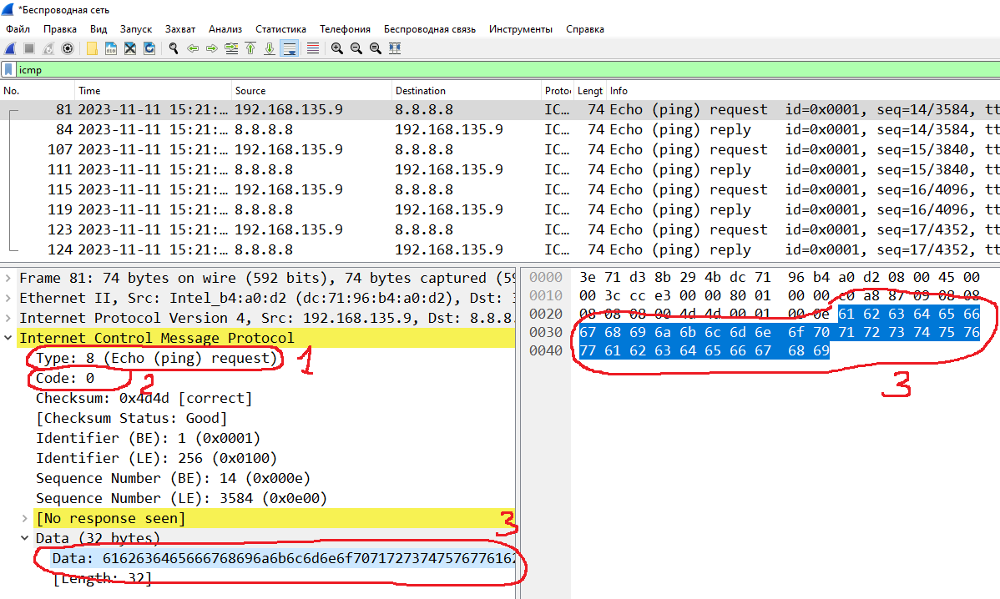 *Беспроводная сеть
Файл Правка Вид Запуск Захват Анализ Статистика Телефония Беспроводная связь Инструменты Справка
icmp
No. Time Source Destination Protoc Lengt Info
81 2023-11-11 15:21:… 192.168.135.9 8.8.8.8 IC… 74 Echo (ping) request id=0x0001, seq=14/3584, tt
84 2023-11-11 15:21:… 8.8.8.8 192.168.135.9 IC… 74 Echo (ping) reply id=0x0001, seq=14/3584, tt
107 2023-11-11 15:21:… 192.168.135.9 8.8.8.8 IC… 74 Echo (ping) request id=0x0001, seq=15/3840, tt
111 2023-11-11 15:21:… 8.8.8.8 192.168.135.9 IC… 74 Echo (ping) reply id=0x0001, seq=15/3840, tt
115 2023-11-11 15:21:… 192.168.135.9 8.8.8.8 IC… 74 Echo (ping) request id=0x0001, seq=16/4096, tt
119 2023-11-11 15:21:… 8.8.8.8 192.168.135.9 IC… 74 Echo (ping) reply id=0x0001, seq=16/4096, tt
123 2023-11-11 15:21:… 192.168.135.9 8.8.8.8 IC… 74 Echo (ping) request id=0x0001, seq=17/4352, tt
124 2023-11-11 15:21:… 8.8.8.8 192.168.135.9 IC… 74 Echo (ping) reply id=0x0001, seq=17/4352, tt
Frame 81: 74 bytes on wire (592 bits), 74 bytes captured (59
Ethernet II, Src: Intel_b4:a0:d2 (dc:71:96:b4:a0:d2), Dst: 3
Internet Protocol Version 4, Src: 192.168.135.9, Dst: 8.8.8.
Internet Control Message Protocol
Type: 8 (Echo (ping) request) 1
Code: 0 2
Checksum: 0x4d4d [correct]
[Checksum Status: Good]
Identifier (BE): 1 (0x0001)
Identifier (LE): 256 (0x0100)
Sequence Number (BE): 14 (0x000e)
Sequence Number (LE): 3584 (0x0e00)
[No response seen] 3
Data (32 bytes)
Data: 6162636465666768696a6b6c6d6e6f7071727374757677616​2
[Length: 32]
0000 3e 71 d3 8b 29 4b dc 71 96 b4 a0 d2 08 00 45 00
0010 00 3c cc e3 00 00 80 01 00 00 c0 a8 87 09 08 08
0020 08 08 08 00 4d 4d 00 01 00 0e 61 62 63 64 65 66
0030 67 68 69 6a 6b 6c 6d 6e 6f 70 71 72 73 74 75 76
0040 77 61 62 63 64 65 66 67 68 69
3